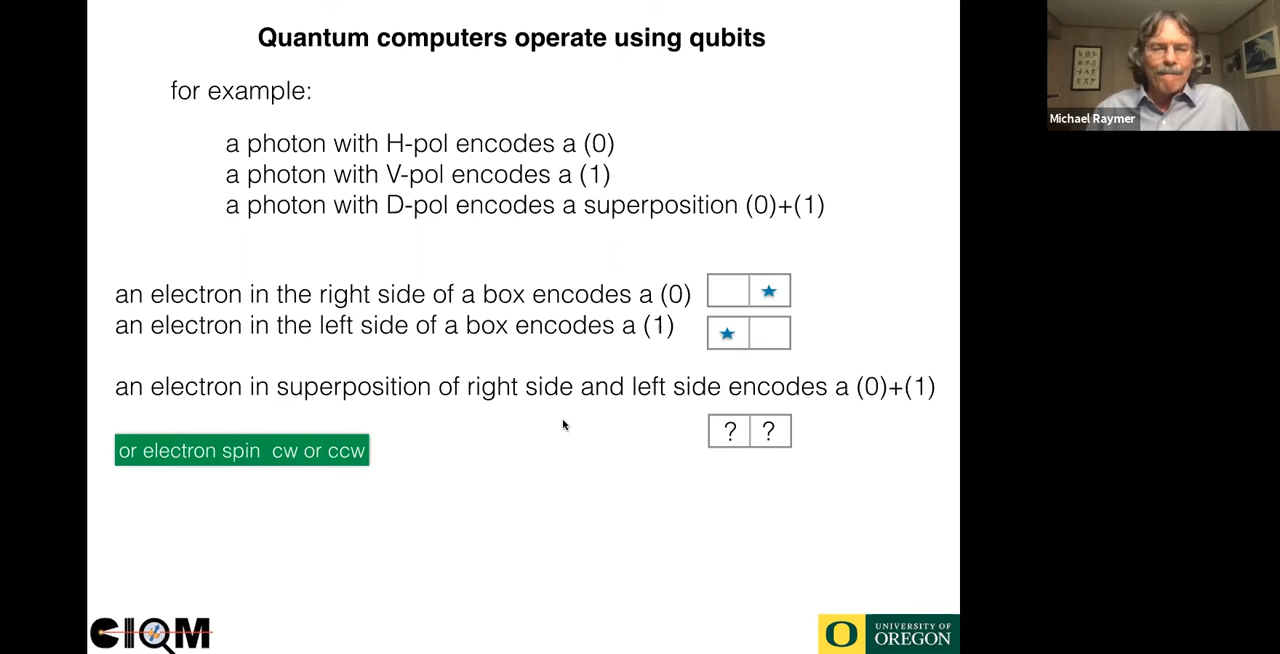 Quantum computers operate using qubits
Michael Raymer
for example:
a photon with H-pol encodes a (0)
a photon with V-pol encodes a (1)
a photon with D-pol encodes a superposition (0)+(1)
an electron in the right side of a box encodes a (0)
an electron in the left side of a box encodes a (1)
an electron in superposition of right side and left side encodes a (0)+(1)
? ?
or electron spin cw or ccw
CIQM
O
UNIVERSITY OF
OREGON